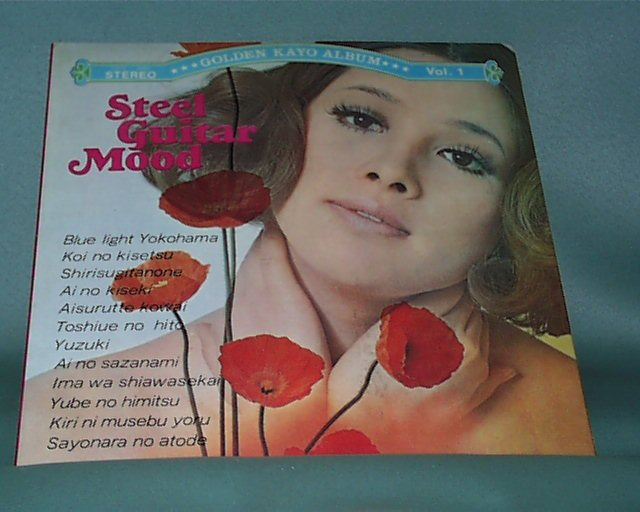 STEREO ★★★GOLDEN KAYO ALBUM★★★ Vol. 1
Steel
Guitar
Mood
Blue light Yokohama
Koi no kisetsu
Shirisugitanone
Ai no kiseki
Aisurutte kowai
Toshiue no hito
Yuzuki
Ai no sazanami
Ima wa shiawasekai
Yube no himitsu
Kiri ni musebu yoru
Sayonara no atode